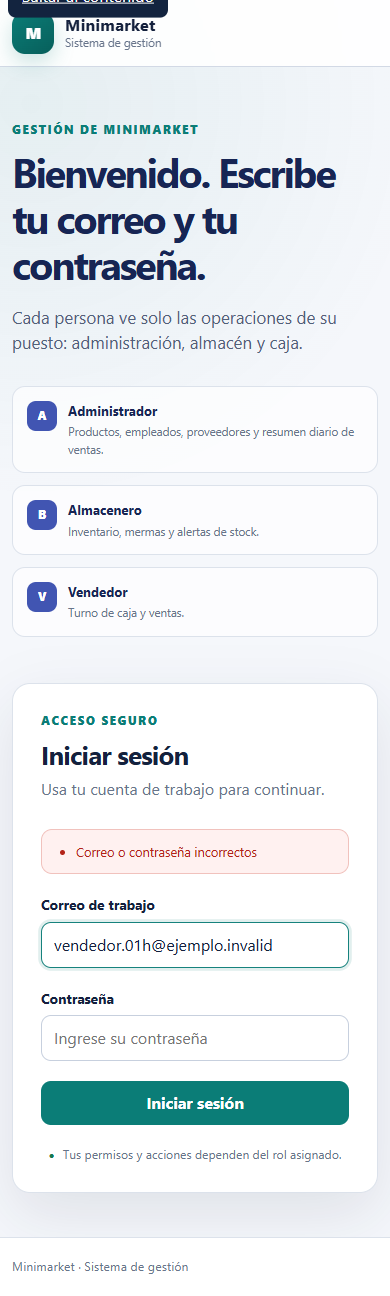 Saltar al contenido
M
Minimarket
Sistema de gestión
GESTIÓN DE MINIMARKET
Bienvenido. Escribe
tu correo y tu
contraseña.
Cada persona ve solo las operaciones de su
puesto: administración, almacén y caja.
A
Administrador
Productos, empleados, proveedores y resumen diario de
ventas.
B
Almacenero
Inventario, mermas y alertas de stock.
V
Vendedor
Turno de caja y ventas.
ACCESO SEGURO
Iniciar sesión
Usa tu cuenta de trabajo para continuar.
• Correo o contraseña incorrectos
Correo de trabajo
vendedor.01h@ejemplo.invalid
Contraseña
Ingrese su contraseña
Iniciar sesión
• Tus permisos y acciones dependen del rol asignado.
Minimarket · Sistema de gestión